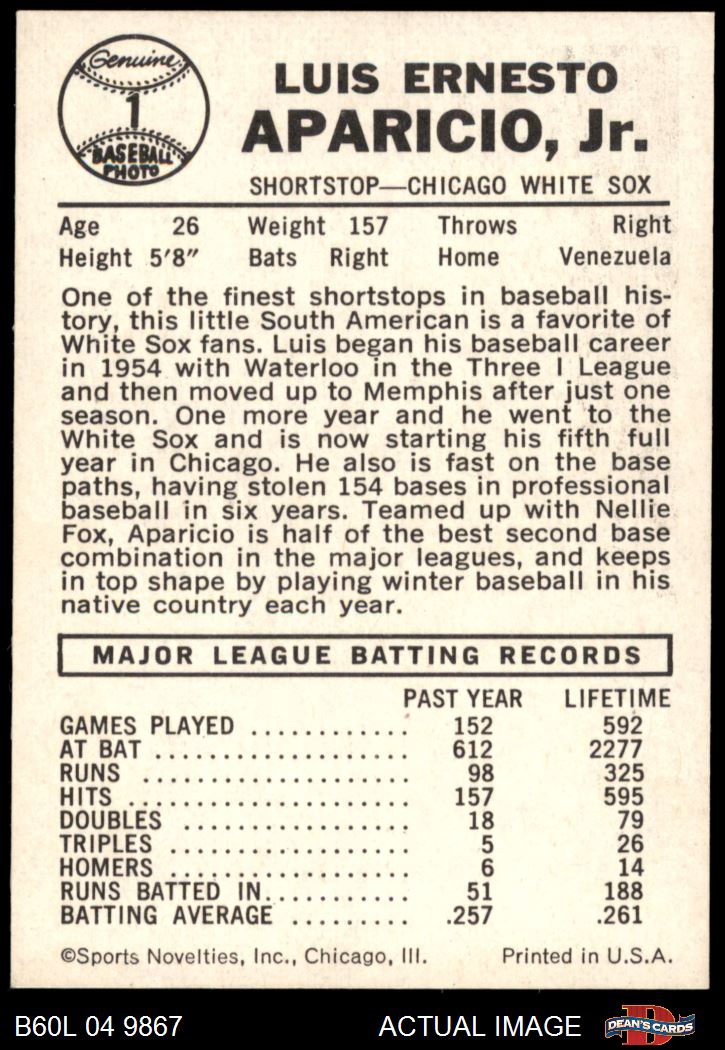 Genuine
1
BASEBALL
PHOTO
LUIS ERNESTO
APARICIO, Jr.
SHORTSTOP—CHICAGO WHITE SOX
Age 26 Weight 157 Throws Right
Height 5'8" Bats Right Home Venezuela
One of the finest shortstops in baseball his-
tory, this little South American is a favorite of
White Sox fans. Luis began his baseball career
in 1954 with Waterloo in the Three I League
and then moved up to Memphis after just one
season. One more year and he went to the
White Sox and is now starting his fifth full
year in Chicago. He also is fast on the base
paths, having stolen 154 bases in professional
baseball in six years. Teamed up with Nellie
Fox, Aparicio is half of the best second base
combination in the major leagues, and keeps
in top shape by playing winter baseball in his
native country each year.
MAJOR LEAGUE BATTING RECORDS
PAST YEAR LIFETIME
GAMES PLAYED ............ 152 592
AT BAT .................... 612 2277
RUNS ..................... 98 325
HITS ...................... 157 595
DOUBLES ................. 18 79
TRIPLES .................. 5 26
HOMERS ................... 6 14
RUNS BATTED IN........... 51 188
BATTING AVERAGE ......... .257 .261
©Sports Novelties, Inc., Chicago, Ill. Printed in U.S.A.
B60L 04 9867 ACTUAL IMAGE DEAN'S CARDS